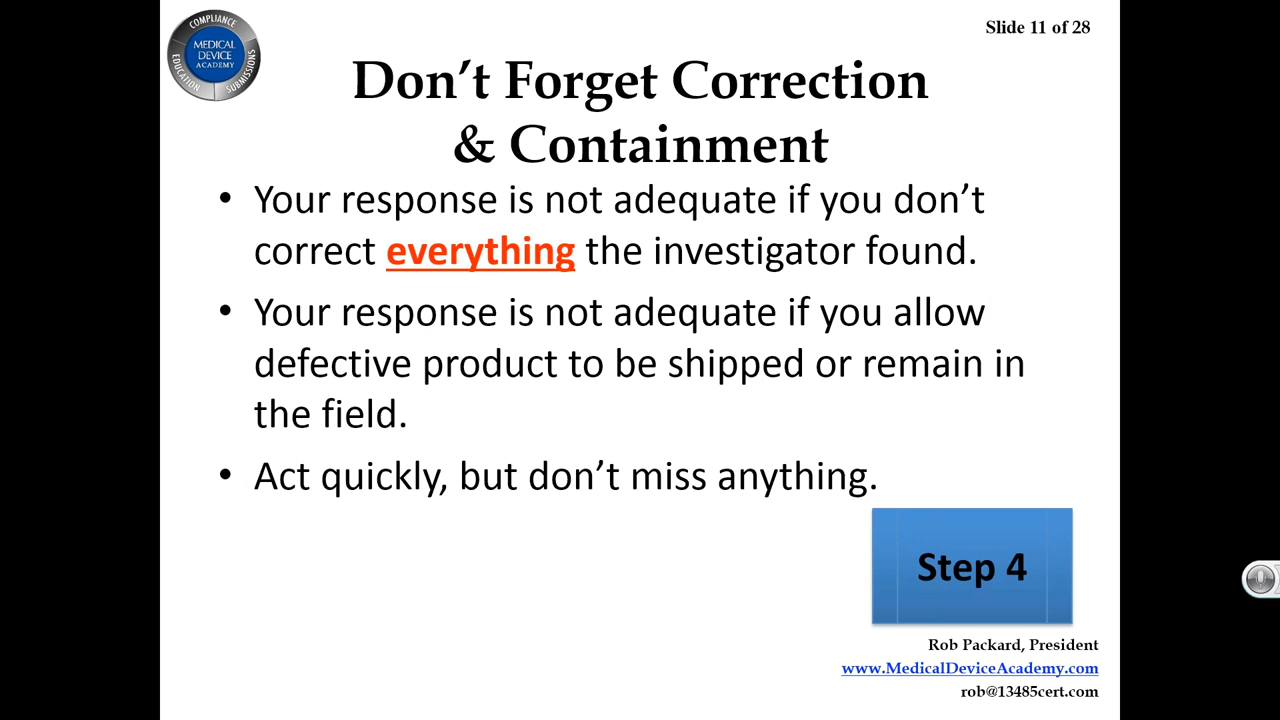 COMPLIANCE
MEDICAL
DEVICE
ACADEMY
EDUCATION
SUBMISSIONS
Slide 11 of 28
Don’t Forget Correction
& Containment
• Your response is not adequate if you don’t
correct everything the investigator found.
• Your response is not adequate if you allow
defective product to be shipped or remain in
the field.
• Act quickly, but don’t miss anything.
Step 4
Rob Packard, President
www.MedicalDeviceAcademy.com
rob@13485cert.com